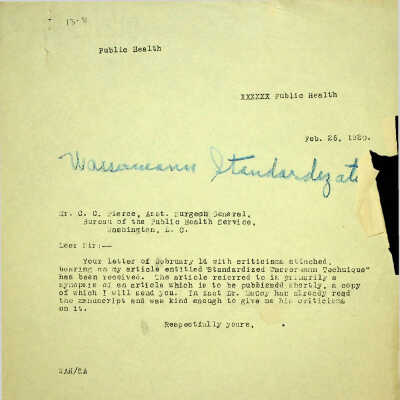 13-8
Public Health
XXXXXX Public Health
Feb. 26, 1920.
Wassermann Standardizati
Mr. C. C. Pierce, Asst. Surgeon General,
Bureau of the Public Health Service,
Washington, D. C.
Dear Sir:--
Your letter of February 14 with criticisms attached,
bearing on my article entitled "Standardized Wassermann Technique"
has been received. The article referred to is primarily a
synopsis of an article which is to be published shortly, a copy
of which I will send you. In fact Dr. McCoy has already read
the manuscript and was kind enough to give me his criticisms
on it.
Respectfully yours,